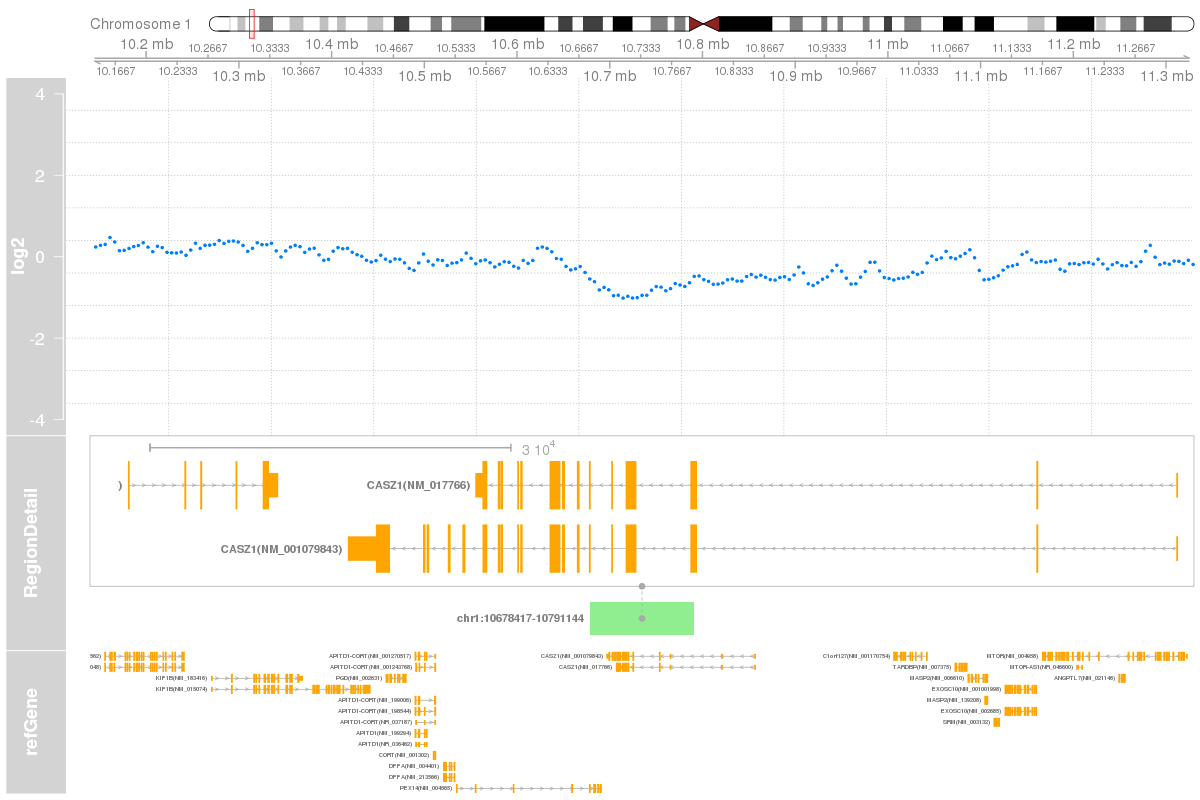 Chromosome 1
10.2 mb 10.4 mb 10.6 mb 10.8 mb 11 mb 11.2 mb
10.2667 10.3333 10.4667 10.5333 10.6667 10.7333 10.8667 10.9333 11.0667 11.1333 11.2667
10.1667 10.2333 10.3667 10.4333 10.5667 10.6333 10.7667 10.8333 10.9667 11.0333 11.1667 11.2333
10.3 mb 10.5 mb 10.7 mb 10.9 mb 11.1 mb 11.3 mb
log2
4
2
0
-2
-4
RegionDetail
3 10^4
)
CASZ1(NM_017766)
CASZ1(NM_001079843)
chr1:10678417-10791144
refGene
562) APITD1-CORT(NM_001270517) CASZ1(NM_001079843) C1orf127(NM_001170754) MTOR(NM_004958)
048) APITD1-CORT(NM_001243768) CASZ1(NM_017766) TARDBP(NM_007375) MTOR-AS1(NR_046600)
KIF1B(NM_183416) PGD(NM_002631) MASP2(NM_006610) ANGPTL7(NM_021146)
KIF1B(NM_015074) EXOSC10(NM_001001998)
APITD1-CORT(NM_199006) MASP2(NM_139208)
APITD1-CORT(NM_198544) EXOSC10(NM_002685)
APITD1-CORT(NR_037187) SRM(NM_003132)
APITD1(NM_199294)
APITD1(NR_036462)
CORT(NM_001302)
DFFA(NM_004401)
DFFA(NM_213566)
PEX14(NM_004565)